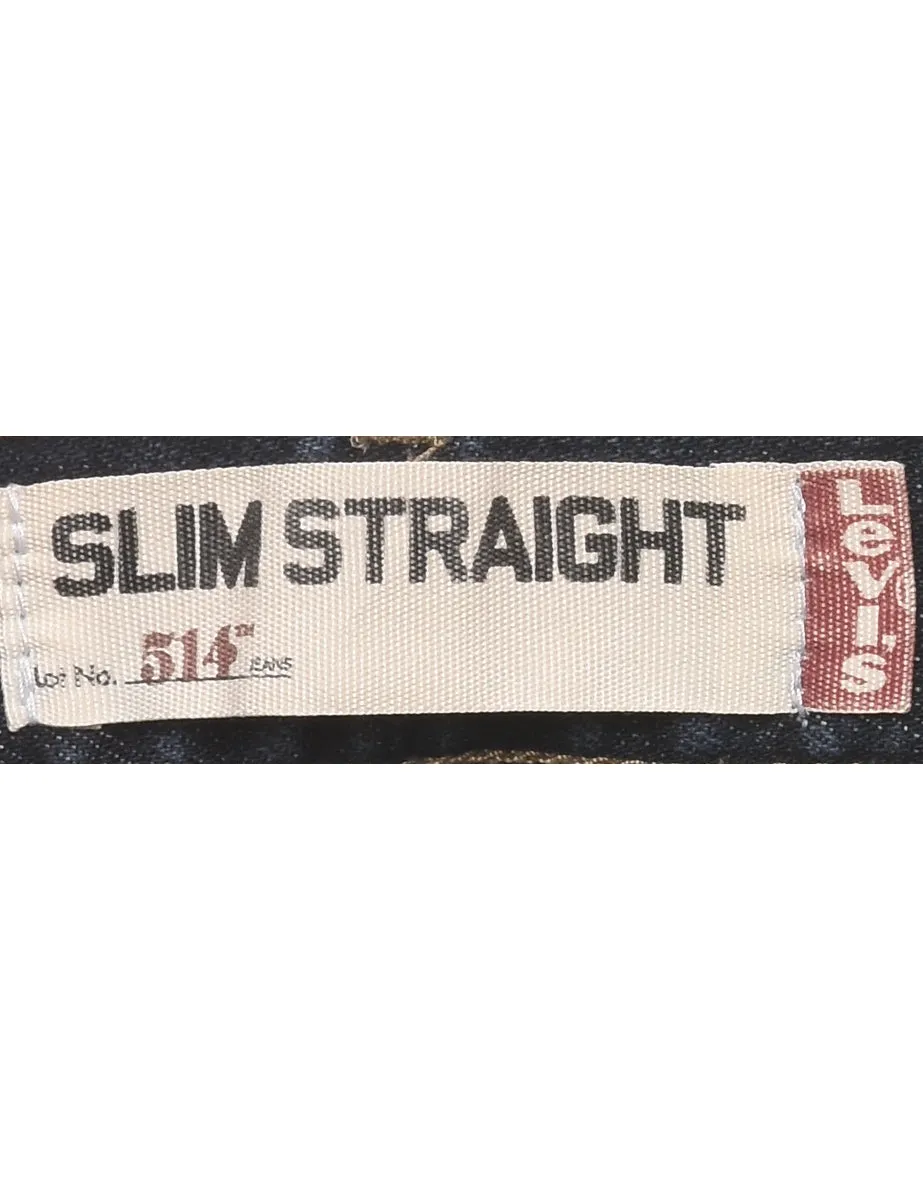 SLIM STRAIGHT
Lot No. 514™ JEANS
Levi's